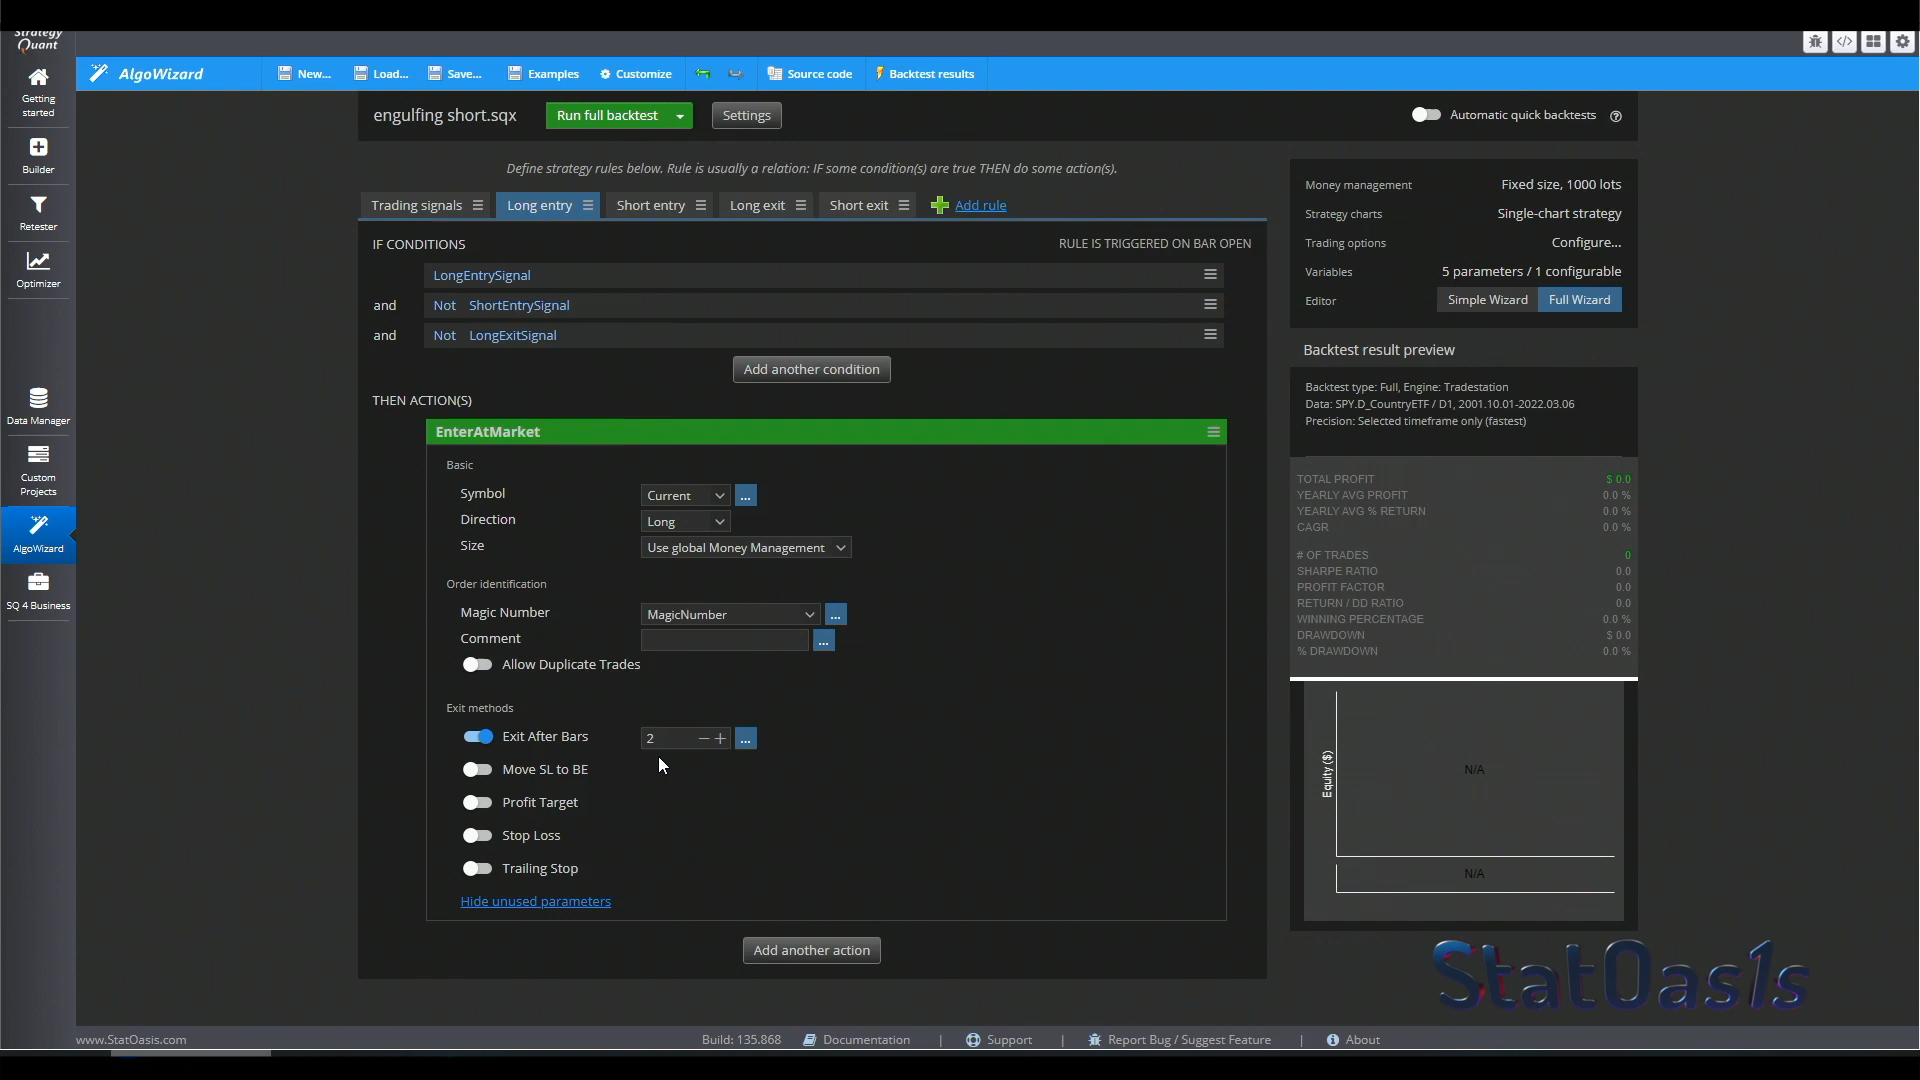 Strategy
Quant
AlgoWizard
New...
Load...
Save...
Examples
Customize
Source code
Backtest results
Getting
started
Builder
Retester
Optimizer
Data Manager
Custom
Projects
AlgoWizard
SQ 4 Business
engulfing short.sqx
Run full backtest
Settings
Automatic quick backtests
Define strategy rules below. Rule is usually a relation: IF some condition(s) are true THEN do some action(s).
Trading signals
Long entry
Short entry
Long exit
Short exit
Add rule
IF CONDITIONS
RULE IS TRIGGERED ON BAR OPEN
LongEntrySignal
and Not ShortEntrySignal
and Not LongExitSignal
Add another condition
THEN ACTION(S)
EnterAtMarket
Basic
Symbol Current ...
Direction Long
Size Use global Money Management
Order identification
Magic Number MagicNumber ...
Comment ...
Allow Duplicate Trades
Exit methods
Exit After Bars 2 ...
Move SL to BE
Profit Target
Stop Loss
Trailing Stop
Hide unused parameters
Add another action
Money management Fixed size, 1000 lots
Strategy charts Single-chart strategy
Trading options Configure...
Variables 5 parameters / 1 configurable
Editor Simple Wizard Full Wizard
Backtest result preview
Backtest type: Full, Engine: Tradestation
Data: SPY.D_CountryETF / D1, 2001.10.01-2022.03.06
Precision: Selected timeframe only (fastest)
TOTAL PROFIT $ 0.0
YEARLY AVG PROFIT 0.0 %
YEARLY AVG % RETURN 0.0 %
CAGR 0.0 %
# OF TRADES 0
SHARPE RATIO 0.0
PROFIT FACTOR 0.0
RETURN / DD RATIO 0.0
WINNING PERCENTAGE 0.0 %
DRAWDOWN $ 0.0
% DRAWDOWN 0.0 %
Equity ($)
N/A
N/A
StatOas1s
www.StatOasis.com
Build: 135.868
Documentation
|
Support
|
Report Bug / Suggest Feature
|
About